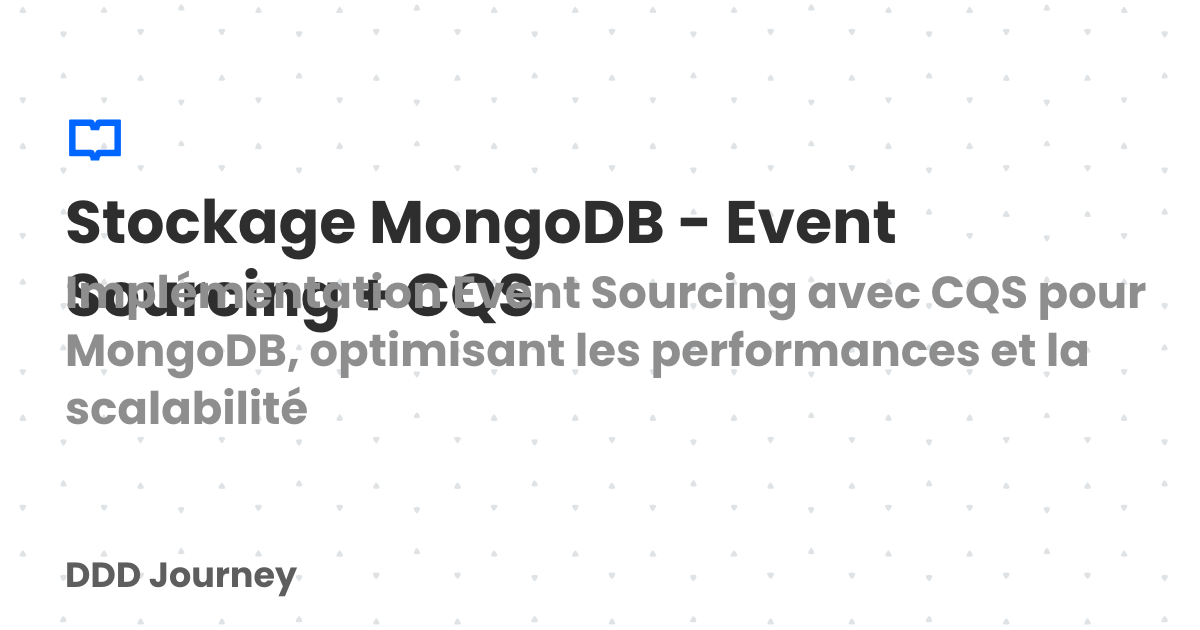 Stockage MongoDB - Event
Sourcing + CQS
Implémentation Event Sourcing avec CQS pour
MongoDB, optimisant les performances et la
scalabilité
DDD Journey